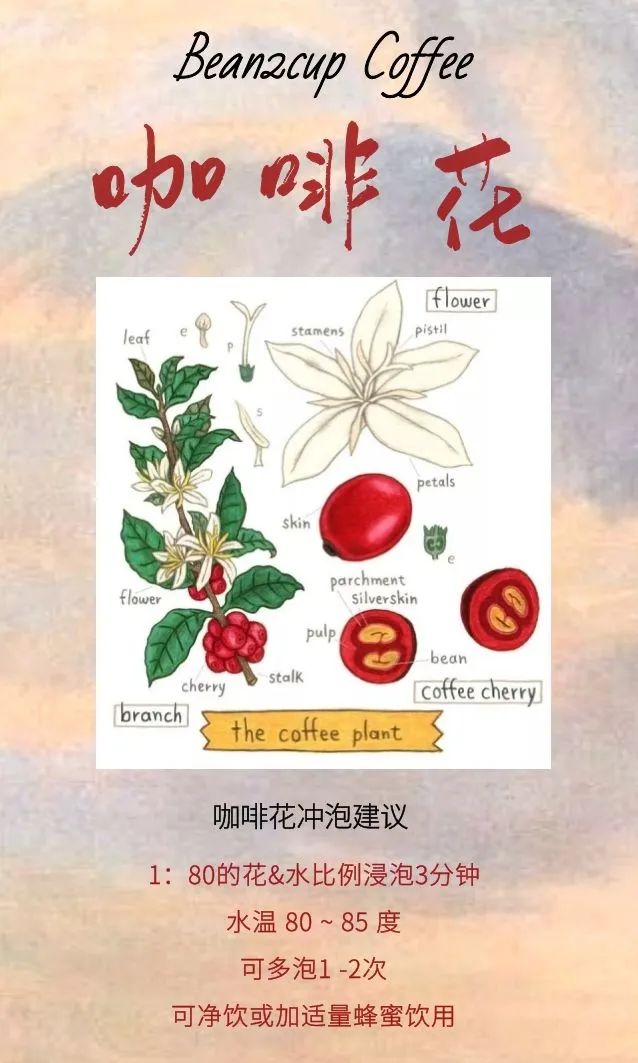 Bean2cup Coffee
咖啡花
flower
leaf
e
p
stamens
pistil
s
petals
skin
e
parchment
silverskin
flower
pulp
bean
cherry
stalk
coffee cherry
branch
the coffee plant
咖啡花冲泡建议
1：80的花&水比例浸泡3分钟
水温 80 ~ 85 度
可多泡1 -2次
可净饮或加适量蜂蜜饮用